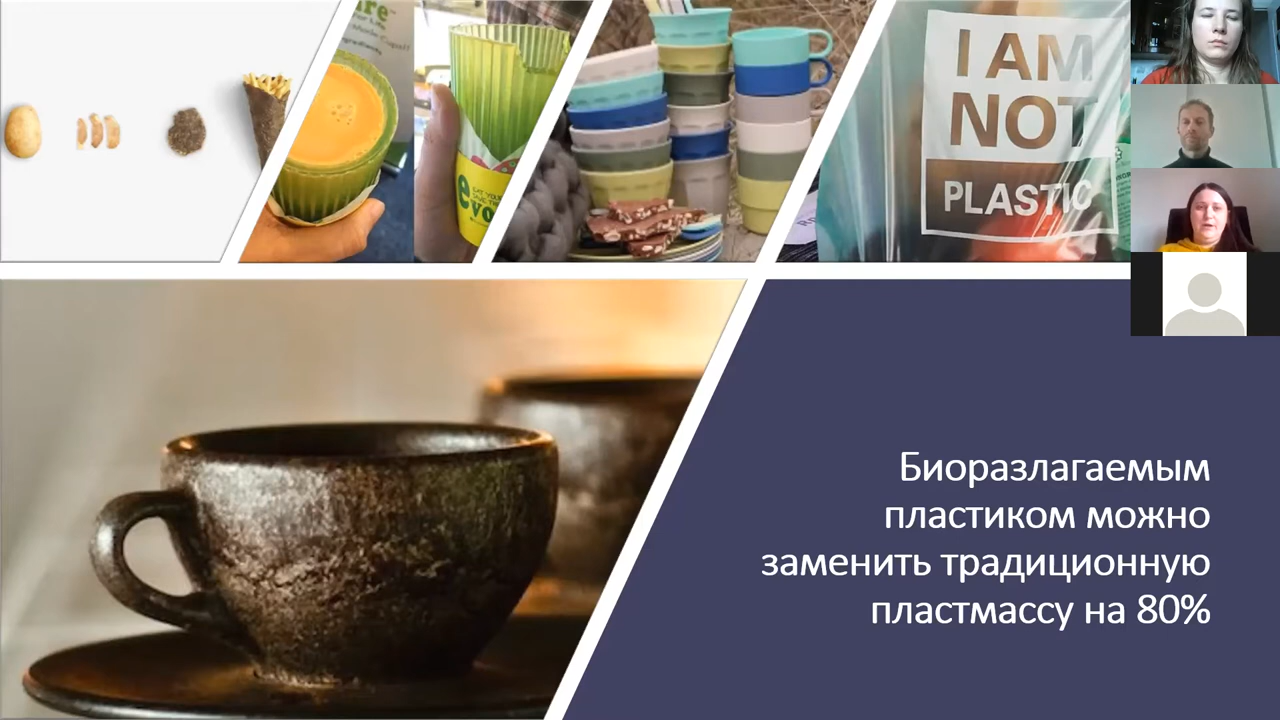 I AM
NOT
PLASTIC
Биоразлагаемым
пластиком можно
заменить традиционную
пластмассу на 80%